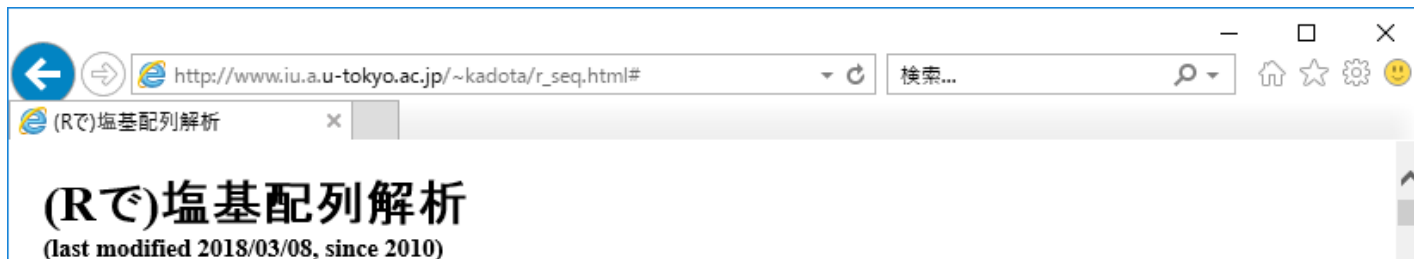 http://www.iu.a.u-tokyo.ac.jp/~kadota/r_seq.html#
検索...
(Rで)塩基配列解析
(Rで)塩基配列解析
(last modified 2018/03/08, since 2010)